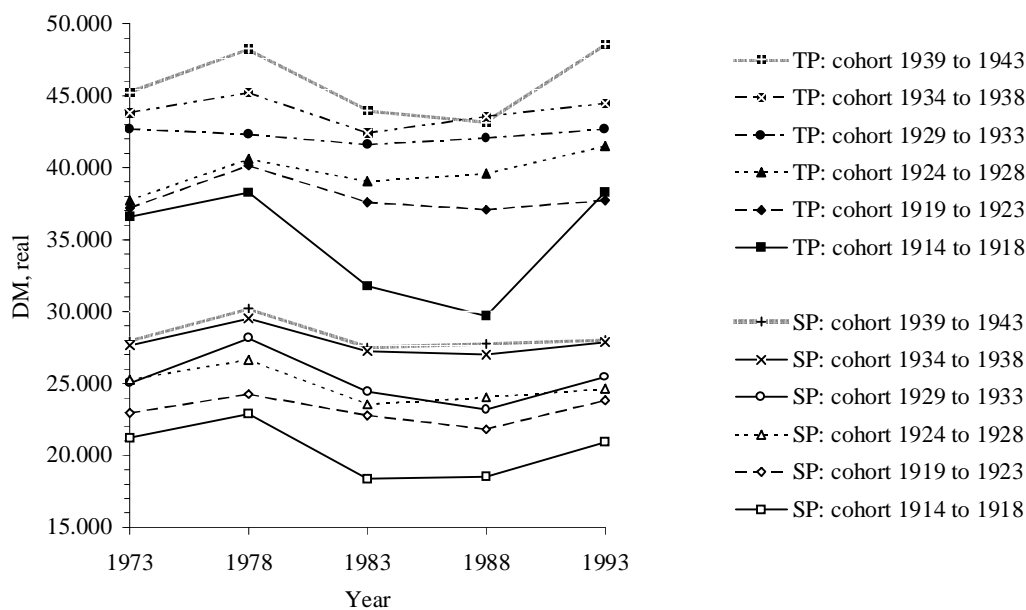 50.000
45.000
40.000
35.000
30.000
25.000
20.000
15.000
DM, real
1973 1978 1983 1988 1993
Year
TP: cohort 1939 to 1943
TP: cohort 1934 to 1938
TP: cohort 1929 to 1933
TP: cohort 1924 to 1928
TP: cohort 1919 to 1923
TP: cohort 1914 to 1918
SP: cohort 1939 to 1943
SP: cohort 1934 to 1938
SP: cohort 1929 to 1933
SP: cohort 1924 to 1928
SP: cohort 1919 to 1923
SP: cohort 1914 to 1918